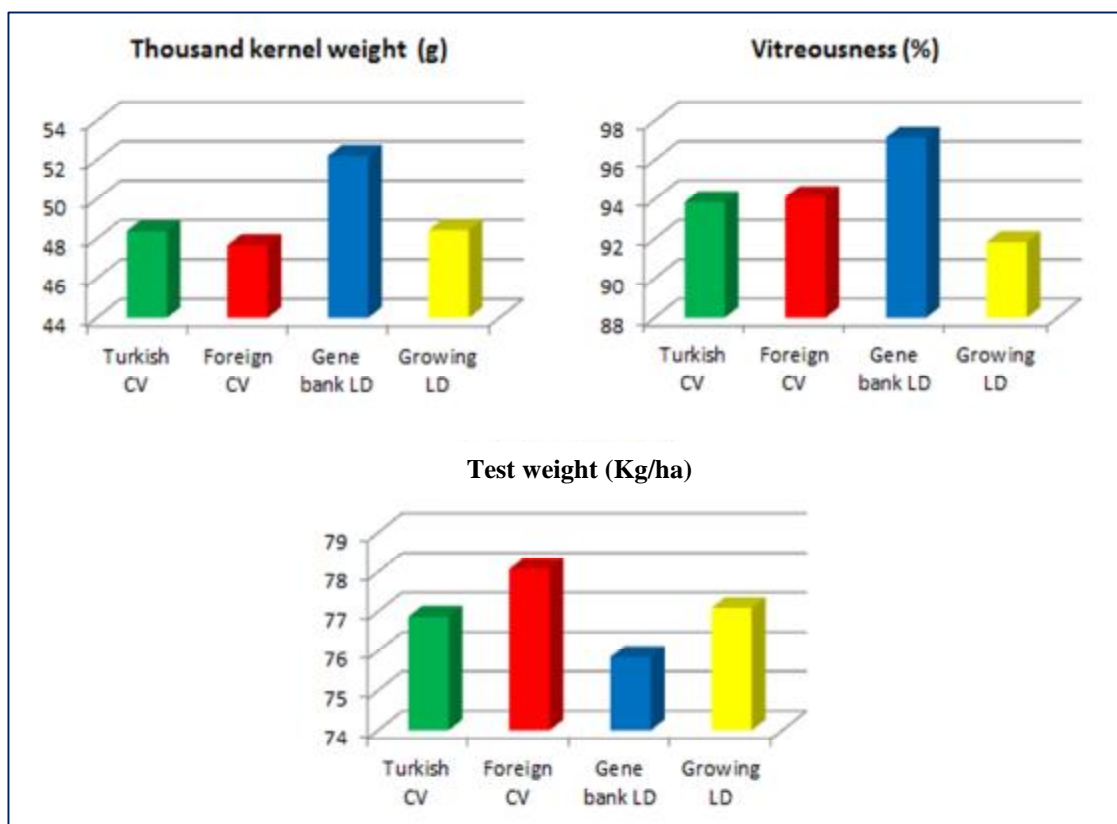 Thousand kernel weight (g)
54
52
50
48
46
44
Turkish
CV
Foreign
CV
Gene
bank LD
Growing
LD
Vitreousness (%)
98
96
94
92
90
88
Turkish
CV
Foreign
CV
Gene
bank LD
Growing
LD
Test weight (Kg/ha)
79
78
77
76
75
74
Turkish
CV
Foreign
CV
Gene
bank LD
Growing
LD